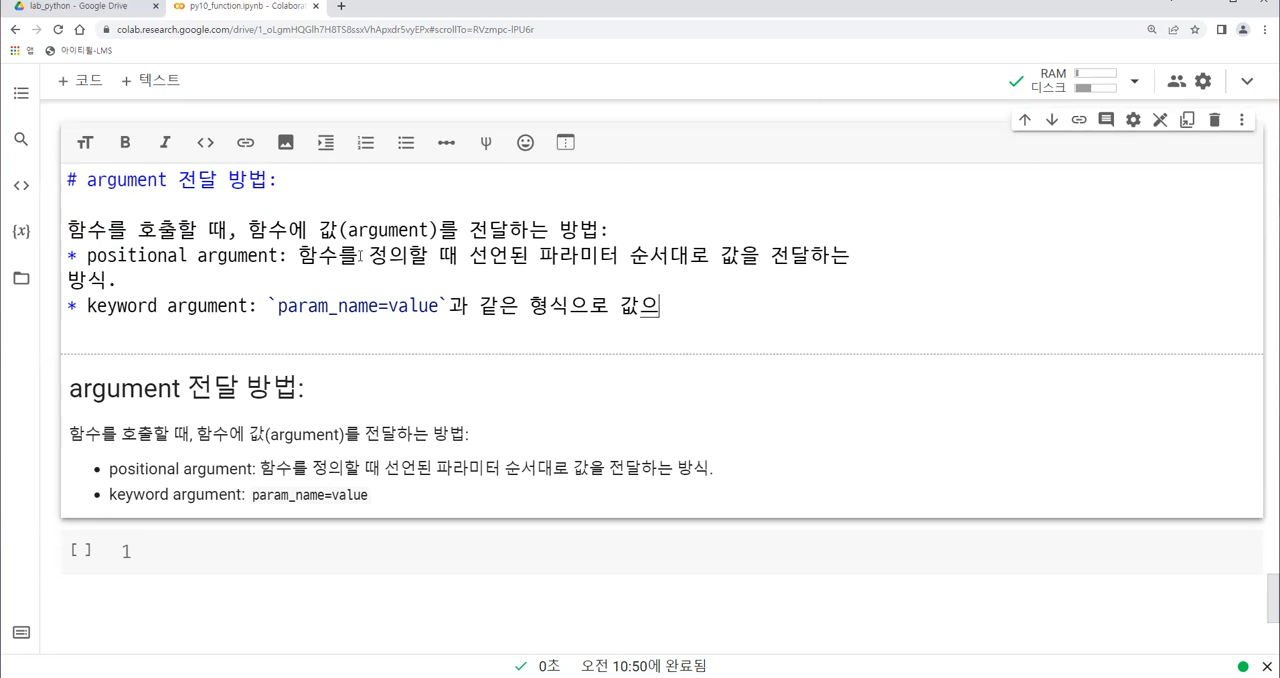 lab_python - Google Drive
py10_function.ipynb - Colaborat
colab.research.google.com/drive/1_oLgmHQGlh7H8TS8ssxVhApxdr5vyEPx#scrollTo=RVzmpc-lPU6r
앱
아이티윌-LMS
+ 코드 + 텍스트
RAM
디스크
# argument 전달 방법:
함수를 호출할 때, 함수에 값(argument)를 전달하는 방법:
* positional argument: 함수를 정의할 때 선언된 파라미터 순서대로 값을 전달하는
방식.
* keyword argument: `param_name=value`과 같은 형식으로 값으
argument 전달 방법:
함수를 호출할 때, 함수에 값(argument)를 전달하는 방법:
• positional argument: 함수를 정의할 때 선언된 파라미터 순서대로 값을 전달하는 방식.
• keyword argument: param_name=value
[ ] 1
0초 오전 10:50에 완료됨